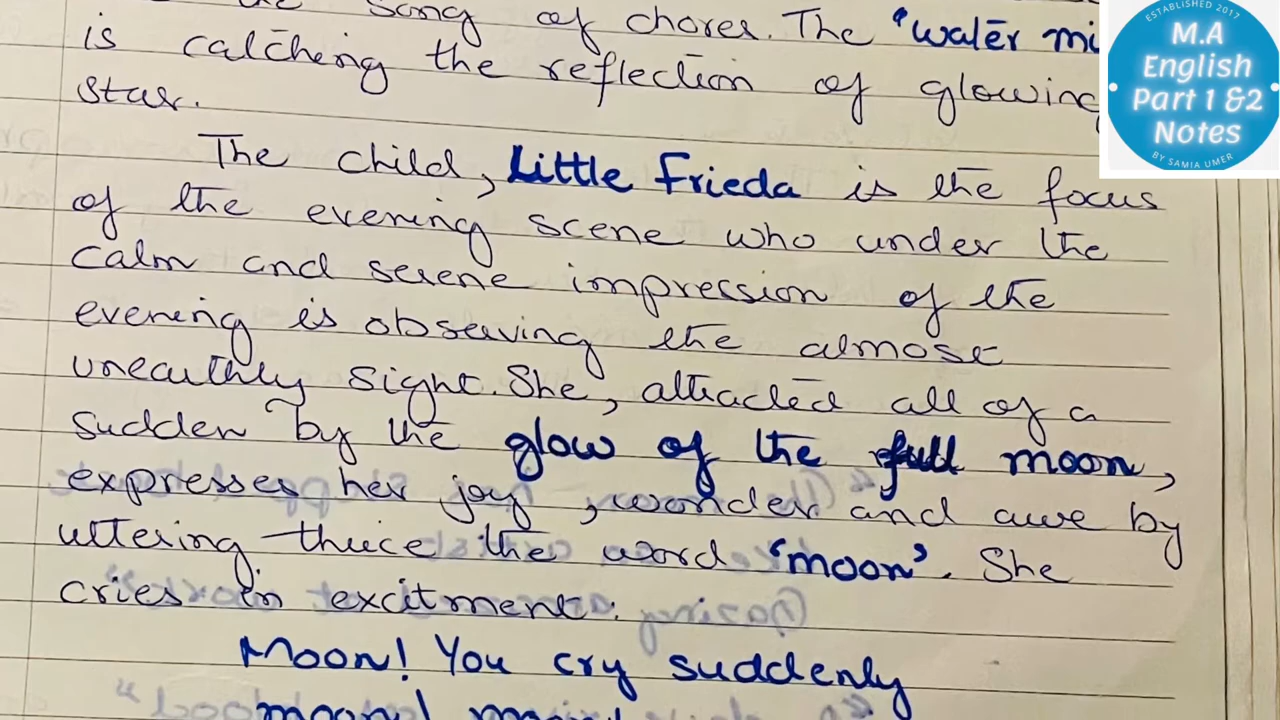 the song of chores. The "water mi
is catching the reflection of glowing
star.
The child, Little Frieda is the focus
of the evening scene who under the
calm and serene impression of the
evening is observing the almost
unearthly sight. She, attracted all of a
sudden by the glow of the full moon,
expresses her joy, wonder and awe by
uttering thrice the word 'moon'. She
cries in excitment:
Moon! You cry suddenly
moon!
ESTABLISHED 2017
M.A
English
Part 1 &2
Notes
BY SAMIA UMER